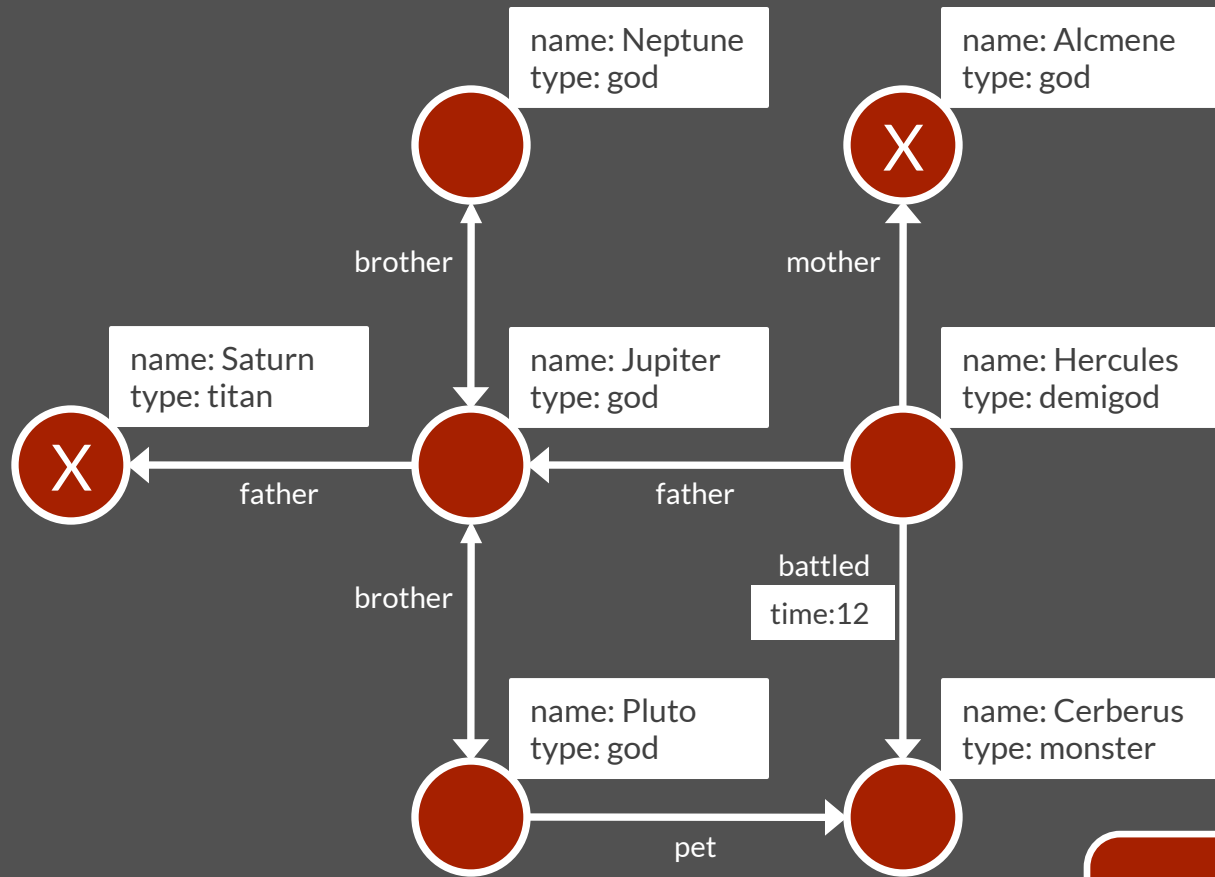 name: Neptune
type: god
name: Alcmene
type: god
X
brother
mother
name: Saturn
type: titan
name: Jupiter
type: god
name: Hercules
type: demigod
X
father
father
battled
time:12
brother
name: Pluto
type: god
name: Cerberus
type: monster
pet